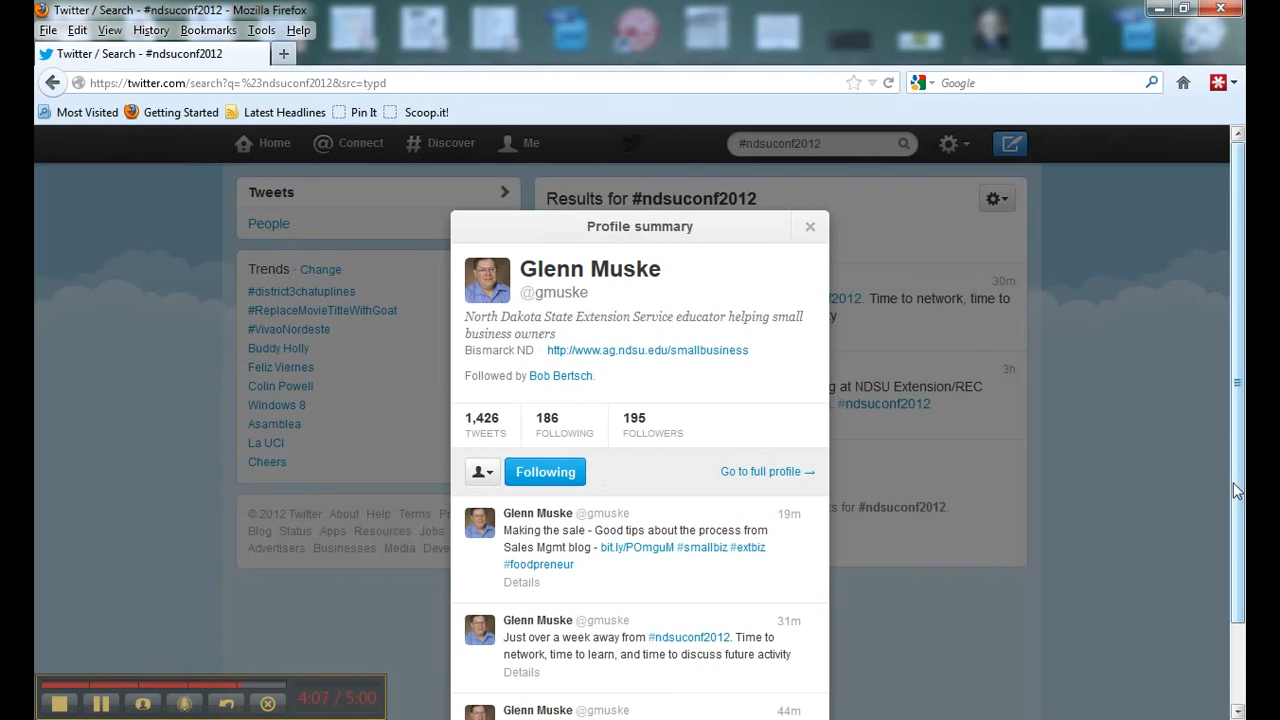 Twitter / Search - #ndsuconf2012 - Mozilla Firefox
File Edit View History Bookmarks Tools Help
Twitter / Search - #ndsuconf2012
https://twitter.com/search?q=%23ndsuconf2012&src=typd
Google
Most Visited Getting Started Latest Headlines Pin It Scoop.it!
Home Connect Discover Me
#ndsuconf2012
Tweets
People
Trends · Change
#district3chatuplines
#ReplaceMovieTitleWithGoat
#VivaoNordeste
Buddy Holly
Feliz Viernes
Colin Powell
Windows 8
Asamblea
La UCI
Cheers
© 2012 Twitter About Help Terms
Blog Status Apps Resources Jobs
Advertisers Businesses Media
Results for #ndsuconf2012
30m
2012. Time to network, time to
3h
g at NDSU Extension/REC
. #ndsuconf2012
s for #ndsuconf2012.
Profile summary
Glenn Muske
@gmuske
North Dakota State Extension Service educator helping small
business owners
Bismarck ND http://www.ag.ndsu.edu/smallbusiness
Followed by Bob Bertsch.
1,426 186 195
TWEETS FOLLOWING FOLLOWERS
Following
Go to full profile →
Glenn Muske @gmuske 19m
Making the sale - Good tips about the process from
Sales Mgmt blog - bit.ly/POmguM #smallbiz #extbiz
#foodpreneur
Details
Glenn Muske @gmuske 31m
Just over a week away from #ndsuconf2012. Time to
network, time to learn, and time to discuss future activity
Details
Glenn Muske @gmuske 44m
4:07 / 5:00